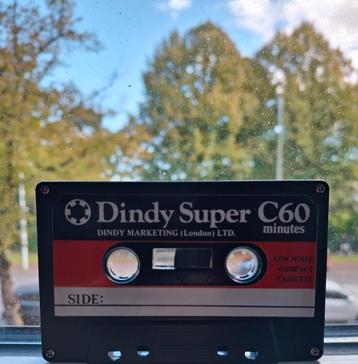 Dindy Super C60
minutes
DINDY MARKETING (London) LTD.
LOW NOISE
COMPACT
CASSETTE
SIDE: